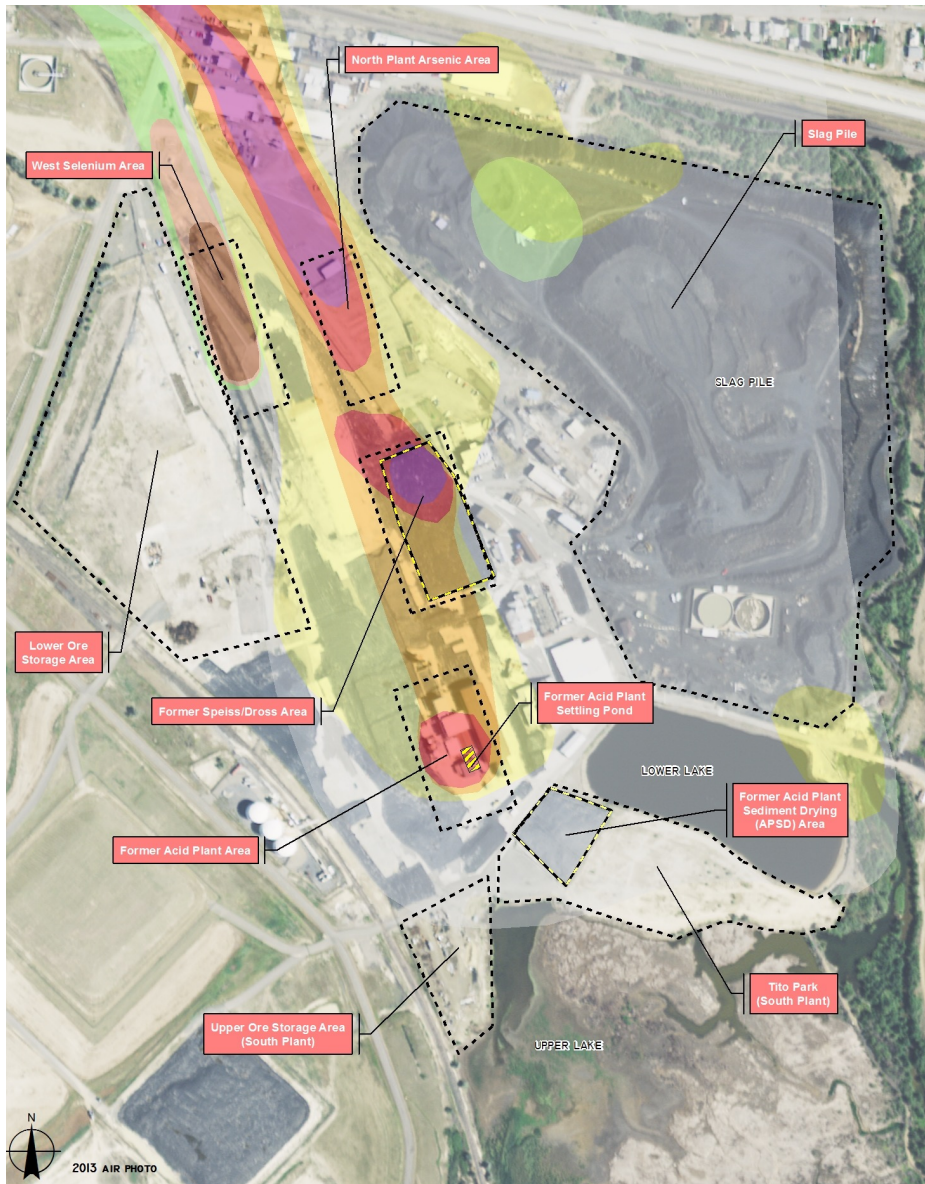 North Plant Arsenic Area
Slag Pile
West Selenium Area
SLAG PILE
Lower Ore
Storage Area
Former Speiss/Dross Area
Former Acid Plant
Settling Pond
LOWER LAKE
Former Acid Plant
Sediment Drying
(APSD) Area
Former Acid Plant Area
Tito Park
(South Plant)
Upper Ore Storage Area
(South Plant)
UPPER LAKE
N
2013 AIR PHOTO